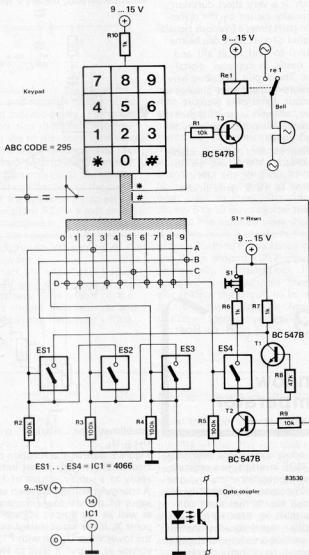 9 ... 15 V
R10
1k
Keypad
7 8 9
4 5 6
1 2 3
* 0 #
ABC CODE = 295
9 ... 15 V
Re1
re 1
Bell
T3
R1
10k
BC 547B
*
#
0 1 2 3 4 5 6 7 8 9
A
B
C
D
S1 = Reset
9 ... 15 V
S1
R6
1k
R7
1k
BC 547B
T1
R8
47k
ES1
ES2
ES3
ES4
R2
100k
R3
100k
R4
100k
R5
100k
T2
R9
10k
BC 547B
ES1 ... ES4 = IC1 = 4066
83530
9...15V
14
IC1
7
0
Opto coupler